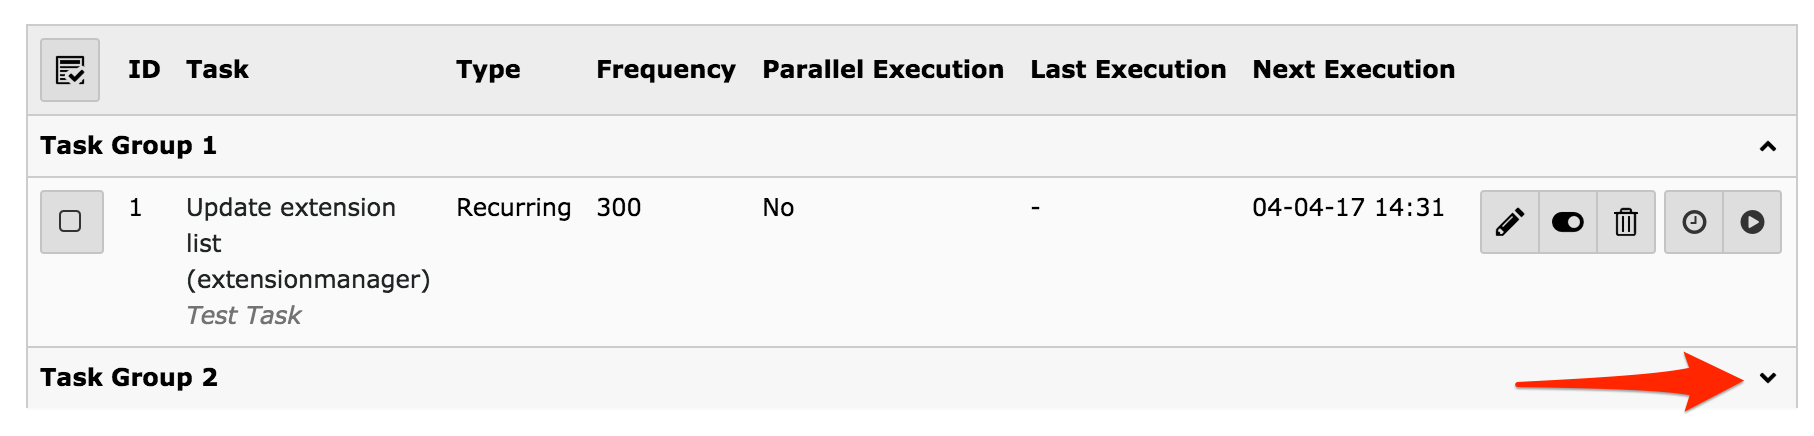 ID Task Type Frequency Parallel Execution Last Execution Next Execution
Task Group 1
1 Update extension Recurring 300 No - 04-04-17 14:31
list
(extensionmanager)
Test Task
Task Group 2